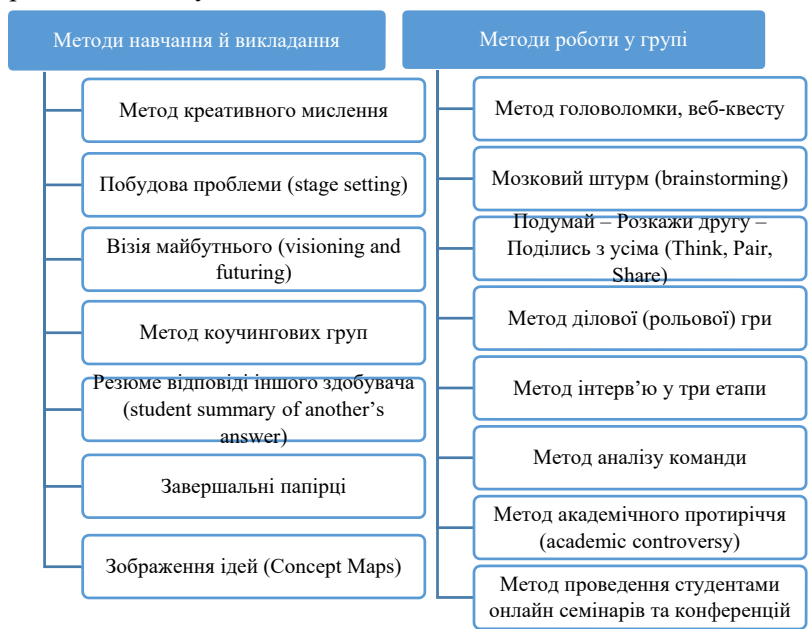 Методи навчання й викладання
Метод креативного мислення
Побудова проблеми (stage setting)
Візія майбутнього (visioning and
futuring)
Метод коучингових груп
Резюме відповіді іншого здобувача
(student summary of another’s
answer)
Завершальні папірці
Зображення ідей (Concept Maps)
Методи роботи у групі
Метод головоломки, веб-квесту
Мозковий штурм (brainstorming)
Подумай – Розкажи другу –
Поділись з усіма (Think, Pair,
Share)
Метод ділової (рольової) гри
Метод інтерв’ю у три етапи
Метод аналізу команди
Метод академічного протиріччя
(academic controversy)
Метод проведення студентами
онлайн семінарів та конференцій